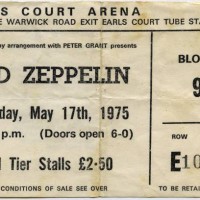 S COURT ARENA
E WARWICK ROAD EXIT EARLS COURT TUBE STA
by arrangement with PETER GRANT presents
D ZEPPELIN
day, May 17th, 1975
p.m. (Doors open 6-0)
l Tier Stalls £2·50
CONDITIONS OF SALE SEE OVER
BLO
9
ROW
E10
TO BE RETAI